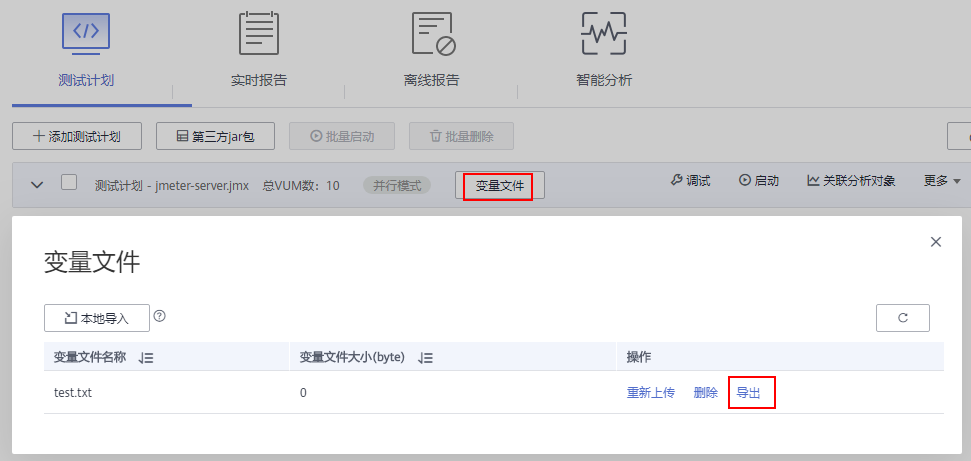 测试计划 实时报告 离线报告 智能分析
添加测试计划 第三方jar包 批量启动 批量删除
测试计划 - jmeter-server.jmx 总VUM数：10 并行模式 变量文件 调试 启动 关联分析对象 更多
变量文件
本地导入
变量文件名称 变量文件大小(byte) 操作
test.txt 0 重新上传 删除 导出